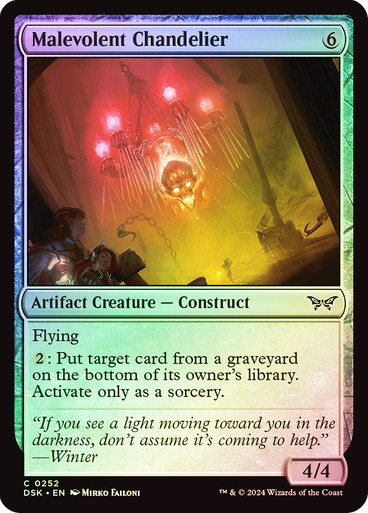 Malevolent Chandelier 6
Artifact Creature — Construct
Flying
2: Put target card from a graveyard
on the bottom of its owner's library.
Activate only as a sorcery.
"If you see a light moving toward you in the
darkness, don't assume it's coming to help."
—Winter
4/4
C 0252
DSK • EN Mirko Failoni
™ & © 2024 Wizards of the Coast